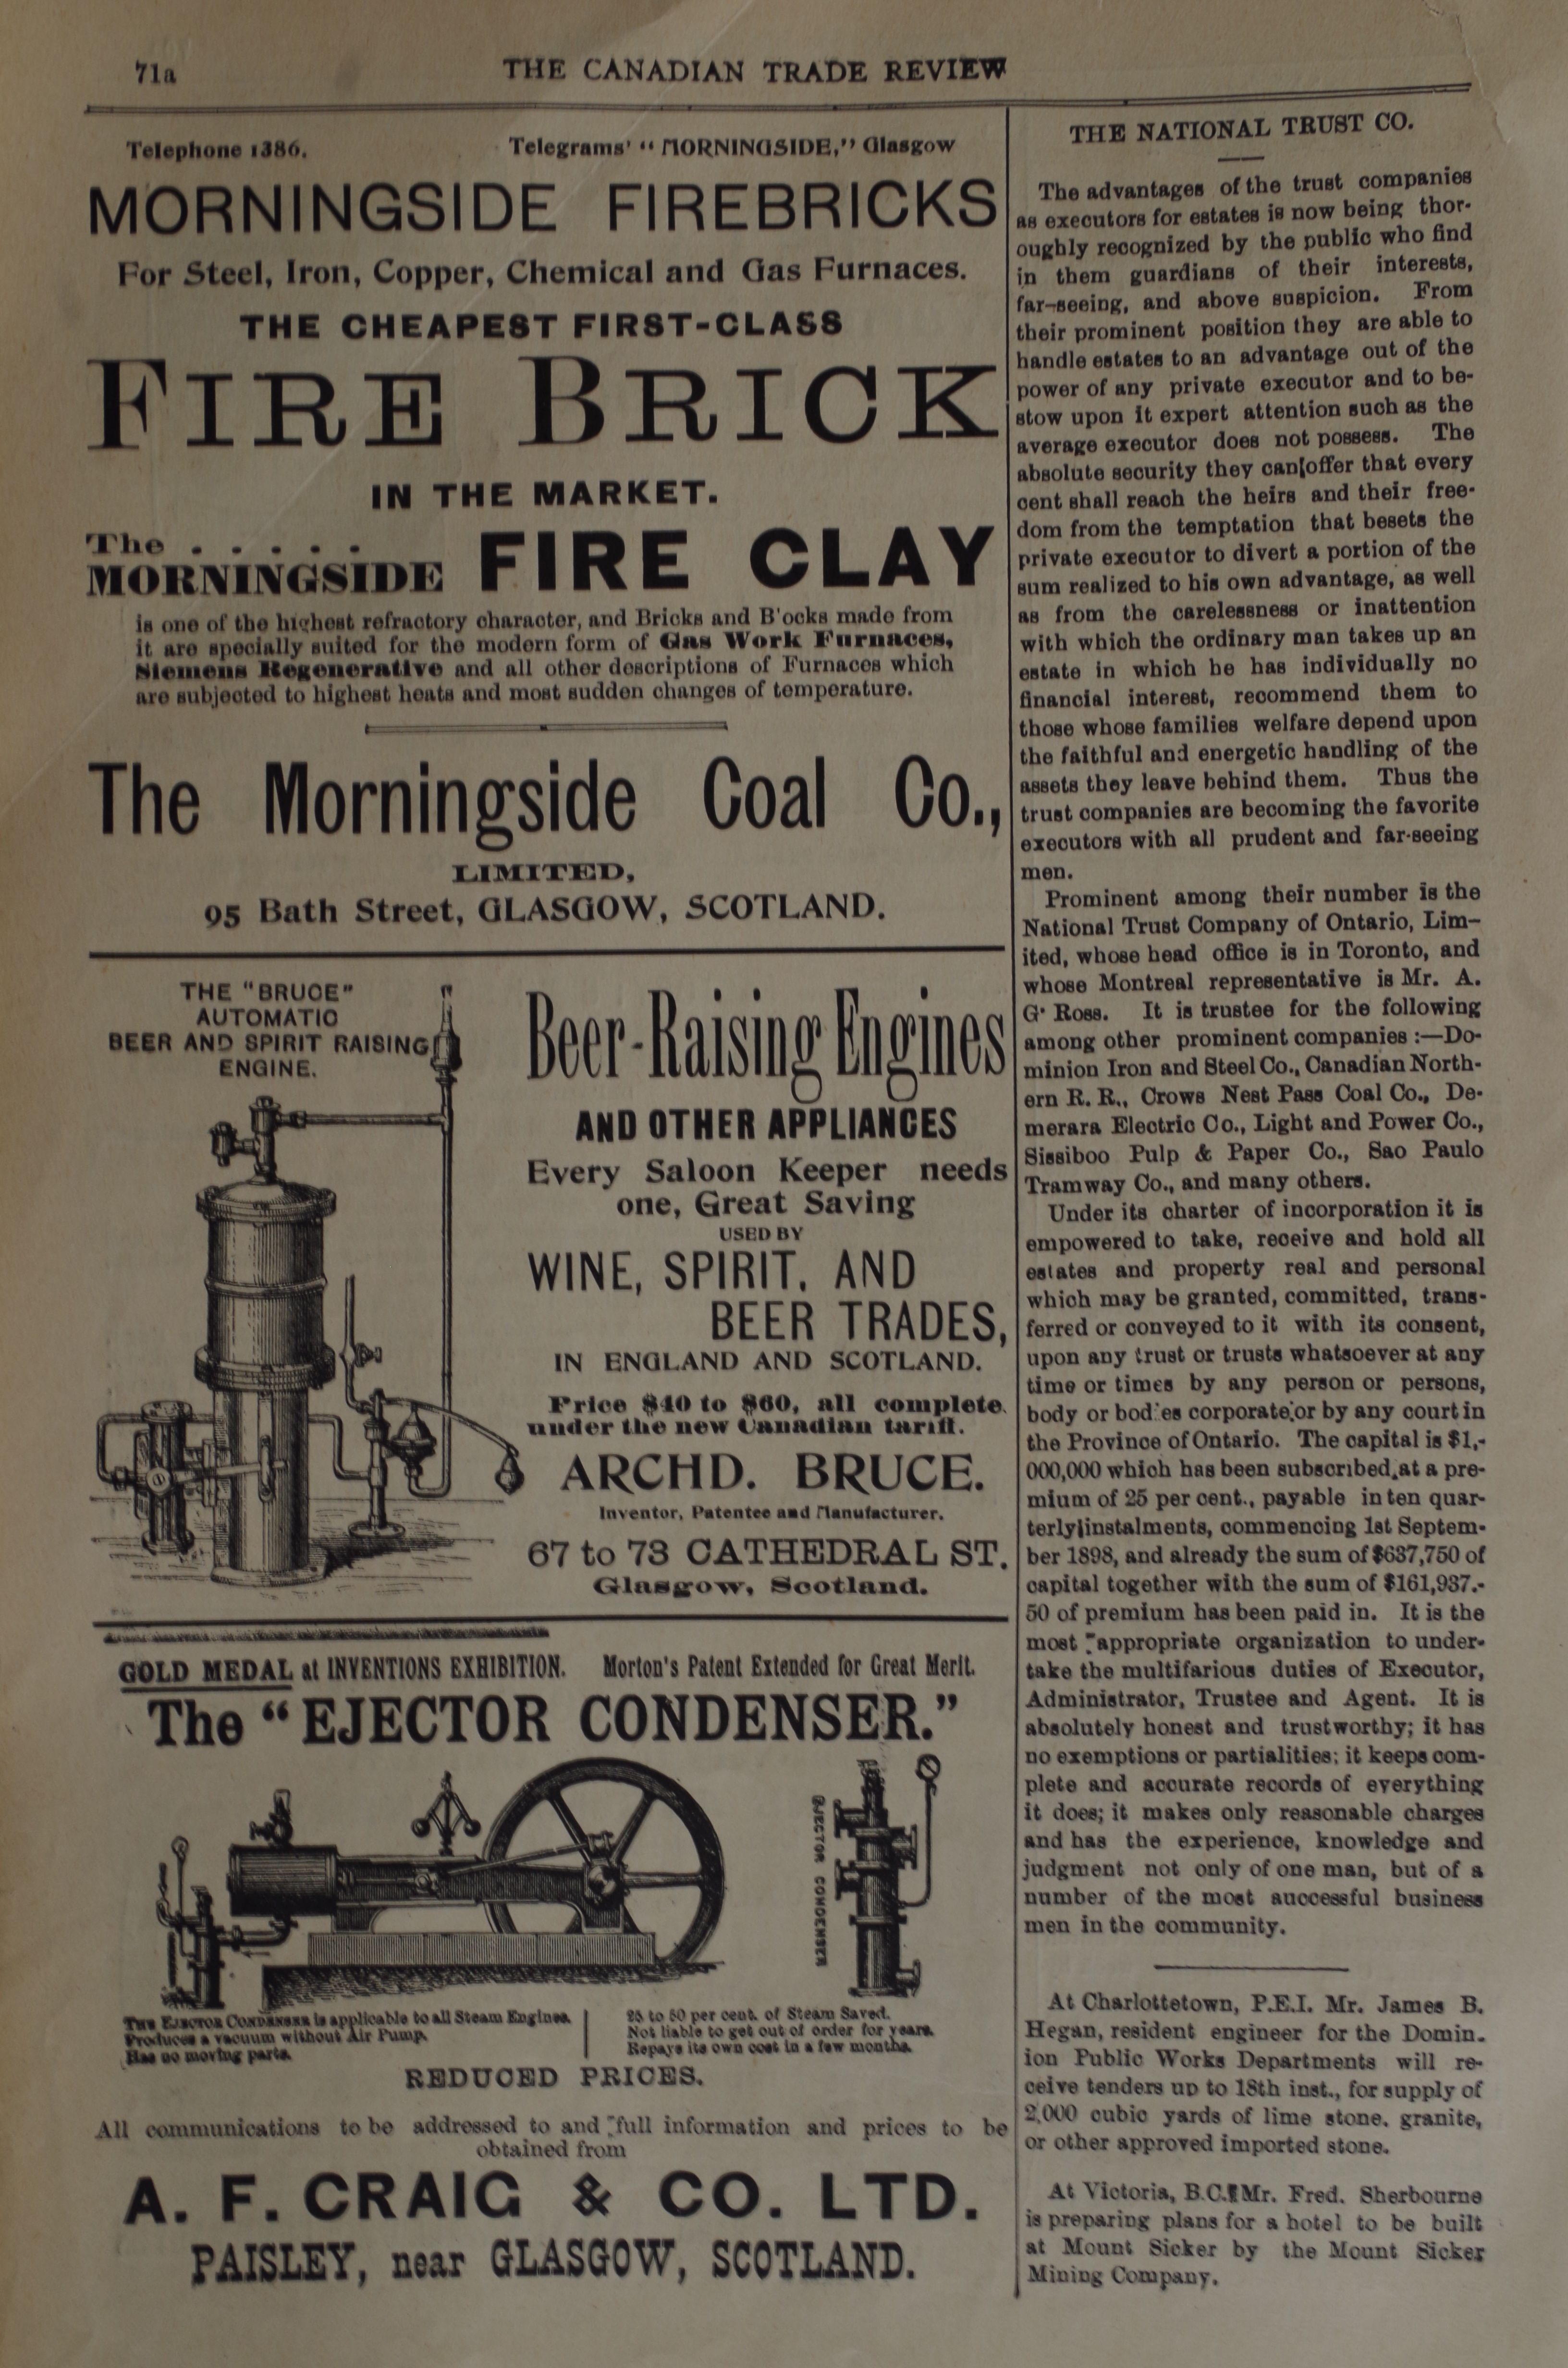 71a
THE CANADIAN TRADE REVIEW
Telephone 1386.
Telegrams' "MORNINGSIDE," Glasgow
MORNINGSIDE FIREBRICKS
For Steel, Iron, Copper, Chemical and Gas Furnaces.
THE CHEAPEST FIRST-CLASS
FIRE BRICK
IN THE MARKET.
The . . . . .
MORNINGSIDE FIRE CLAY
is one of the highest refractory character, and Bricks and B'ocks made from
it are specially suited for the modern form of Gas Work Furnaces,
Siemens Regenerative and all other descriptions of Furnaces which
are subjected to highest heats and most sudden changes of temperature.
The Morningside Coal Co.,
LIMITED,
95 Bath Street, GLASGOW, SCOTLAND.
THE "BRUCE"
AUTOMATIC
BEER AND SPIRIT RAISING
ENGINE.
Beer-Raising Engines
AND OTHER APPLIANCES
Every Saloon Keeper needs
one, Great Saving
USED BY
WINE, SPIRIT, AND
BEER TRADES,
IN ENGLAND AND SCOTLAND.
Price $40 to $60, all complete
under the new Canadian tariff.
ARCHD. BRUCE.
Inventor, Patentee and Manufacturer.
67 to 73 CATHEDRAL ST.
Glasgow, Scotland.
GOLD MEDAL at INVENTIONS EXHIBITION. Morton's Patent Extended for Great Merit.
The "EJECTOR CONDENSER."
EJECTOR CONDENSER
THE EJECTOR CONDENSER is applicable to all Steam Engines.
Produces a vacuum without Air Pump.
Has no moving parts.
25 to 50 per cent. of Steam Saved.
Not liable to get out of order for years.
Repays its own cost in a few months.
REDUCED PRICES.
All communications to be addressed to and full information and prices to be
obtained from
A. F. CRAIG & CO. LTD.
PAISLEY, near GLASGOW, SCOTLAND.
THE NATIONAL TRUST CO.
The advantages of the trust companies
as executors for estates is now being thor-
oughly recognized by the public who find
in them guardians of their interests,
far-seeing, and above suspicion. From
their prominent position they are able to
handle estates to an advantage out of the
power of any private executor and to be-
stow upon it expert attention such as the
average executor does not possess. The
absolute security they can offer that every
cent shall reach the heirs and their free-
dom from the temptation that besets the
private executor to divert a portion of the
sum realized to his own advantage, as well
as from the carelessness or inattention
with which the ordinary man takes up an
estate in which he has individually no
financial interest, recommend them to
those whose families welfare depend upon
the faithful and energetic handling of the
assets they leave behind them. Thus the
trust companies are becoming the favorite
executors with all prudent and far-seeing
men.
Prominent among their number is the
National Trust Company of Ontario, Lim-
ited, whose head office is in Toronto, and
whose Montreal representative is Mr. A.
G. Ross. It is trustee for the following
among other prominent companies :—Do-
minion Iron and Steel Co., Canadian North-
ern R. R., Crows Nest Pass Coal Co., De-
merara Electric Co., Light and Power Co.,
Sissiboo Pulp & Paper Co., Sao Paulo
Tramway Co., and many others.
Under its charter of incorporation it is
empowered to take, receive and hold all
estates and property real and personal
which may be granted, committed, trans-
ferred or conveyed to it with its consent,
upon any trust or trusts whatsoever at any
time or times by any person or persons,
body or bodies corporate or by any court in
the Province of Ontario. The capital is $1,-
000,000 which has been subscribed at a pre-
mium of 25 per cent., payable in ten quar-
terly instalments, commencing 1st Septem-
ber 1898, and already the sum of $637,750 of
capital together with the sum of $161,937.-
50 of premium has been paid in. It is the
most appropriate organization to under-
take the multifarious duties of Executor,
Administrator, Trustee and Agent. It is
absolutely honest and trustworthy; it has
no exemptions or partialities; it keeps com-
plete and accurate records of everything
it does; it makes only reasonable charges
and has the experience, knowledge and
judgment not only of one man, but of a
number of the most successful business
men in the community.
At Charlottetown, P.E.I. Mr. James B.
Hegan, resident engineer for the Domin-
ion Public Works Departments will re-
ceive tenders up to 18th inst., for supply of
2,000 cubic yards of lime stone. granite,
or other approved imported stone.
At Victoria, B.C. Mr. Fred. Sherbourne
is preparing plans for a hotel to be built
at Mount Sicker by the Mount Sicker
Mining Company.